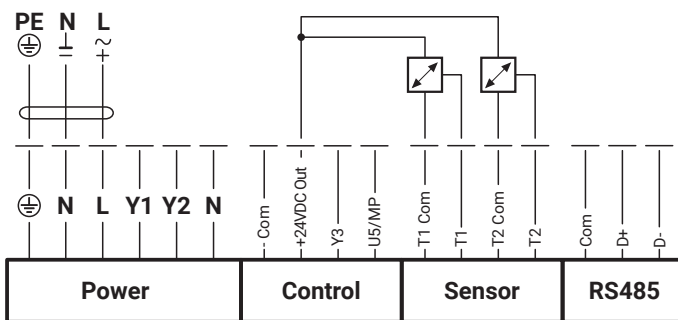 PE N L
N L Y1 Y2 N
- Com
+24VDC Out
Y3
U5/MP
T1 Com
T1
T2 Com
T2
Com
D+
D-
Power
Control
Sensor
RS485